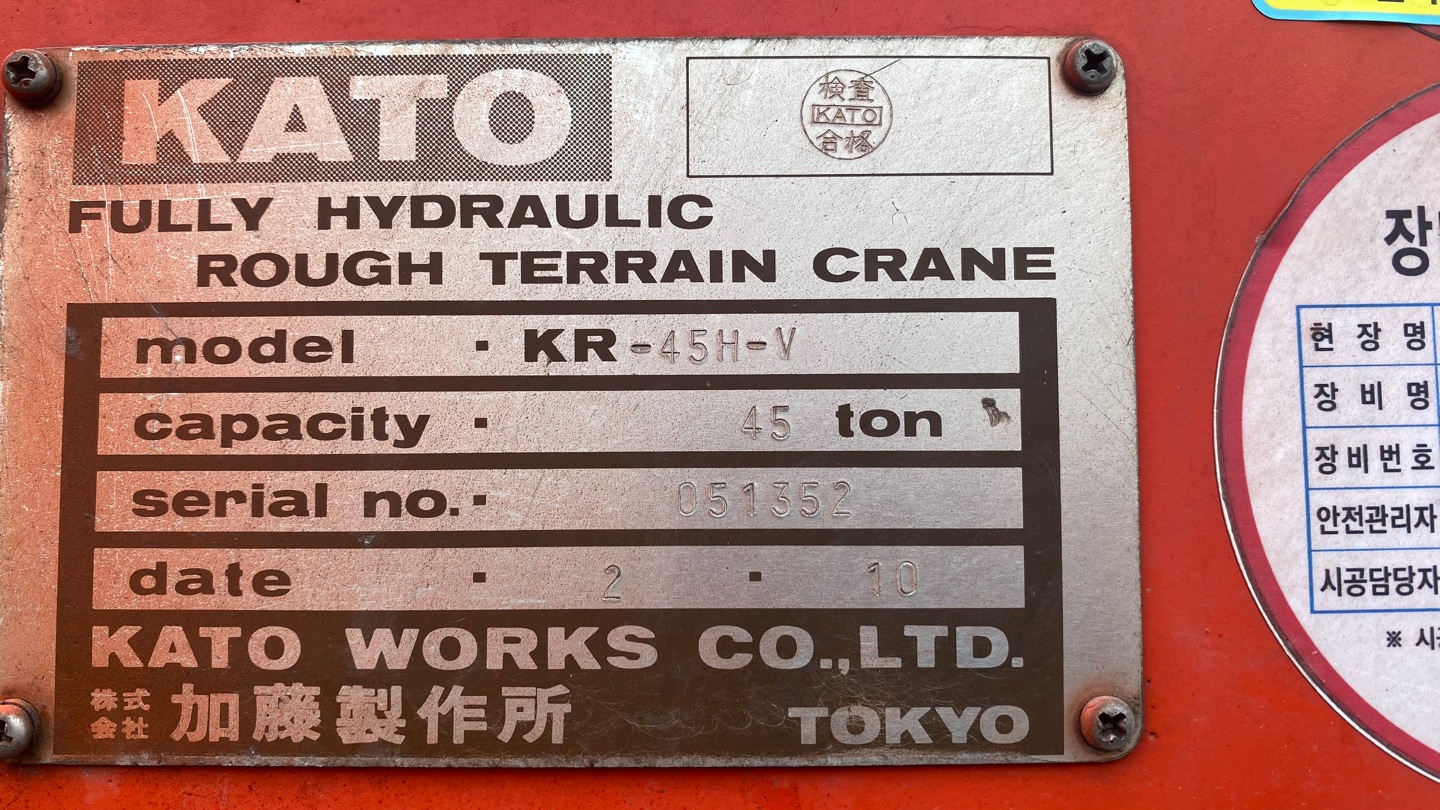 KATO
検査
KATO
合格
FULLY HYDRAULIC
ROUGH TERRAIN CRANE
model · KR-45H-V
capacity · 45 ton
serial no. · 051352
date · 2 · 10
KATO WORKS CO.,LTD.
株式会社 加藤製作所 TOKYO
장
현장명
장비명
장비번호
안전관리자
시공담당자
※